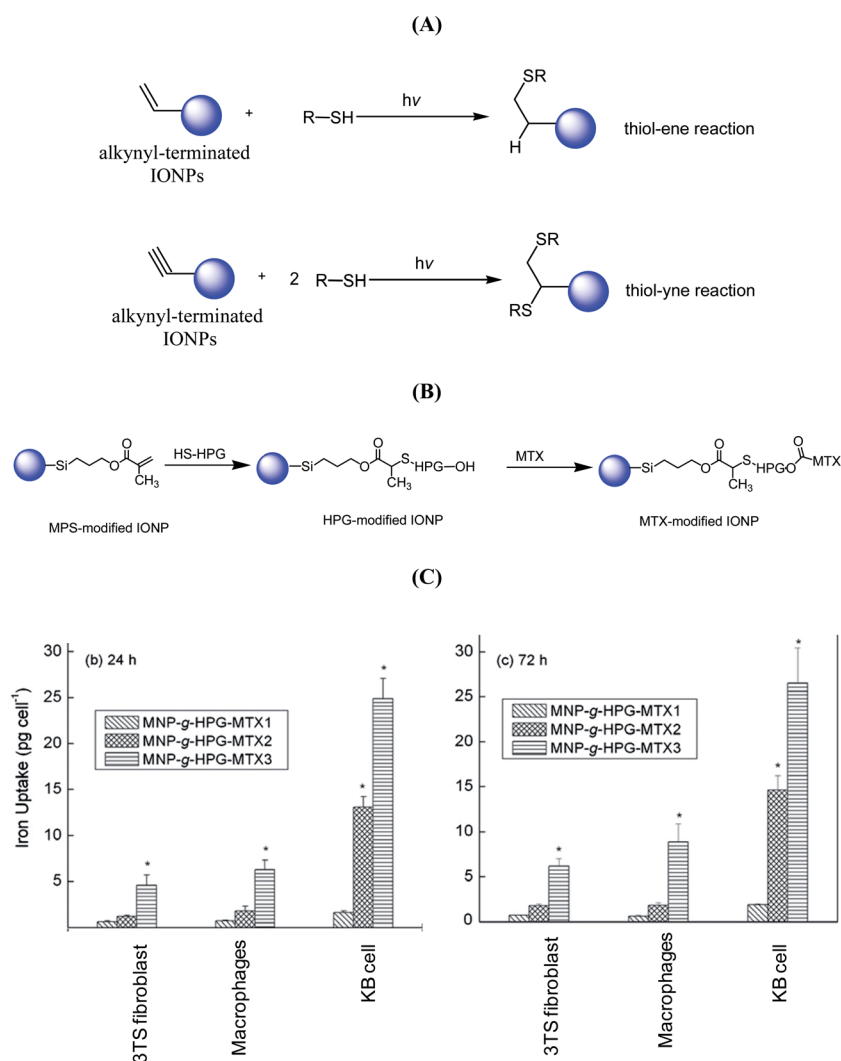 (A)
SR
+ R–SH hν
H
thiol-ene reaction
alkynyl-terminated
IONPs
SR
+ 2 R–SH hν
RS
thiol-yne reaction
alkynyl-terminated
IONPs
(B)
Si O O CH3
HS-HPG
Si O O S HPG–OH CH3
MTX
Si O O S HPGO O MTX CH3
MPS-modified IONP
HPG-modified IONP
MTX-modified IONP
(C)
Iron Uptake (pg cell-1)
30
25
20
15
10
5
(b) 24 h
MNP-g-HPG-MTX1
MNP-g-HPG-MTX2
MNP-g-HPG-MTX3
* * * *
3TS fibroblast
Macrophages
KB cell
30
25
20
15
10
5
0
(c) 72 h
MNP-g-HPG-MTX1
MNP-g-HPG-MTX2
MNP-g-HPG-MTX3
* * * *
3TS fibroblast
Macrophages
KB cell